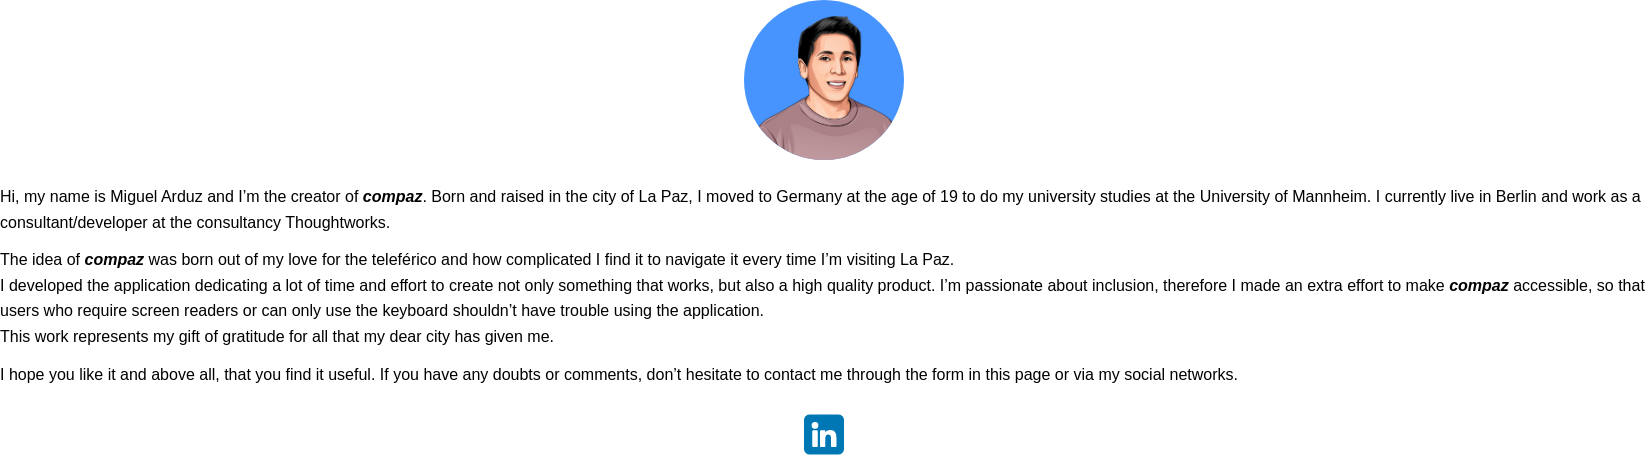 Hi, my name is Miguel Arduz and I’m the creator of compaz. Born and raised in the city of La Paz, I moved to Germany at the age of 19 to do my university studies at the University of Mannheim. I currently live in Berlin and work as a
consultant/developer at the consultancy Thoughtworks.
The idea of compaz was born out of my love for the teleférico and how complicated I find it to navigate it every time I’m visiting La Paz.
I developed the application dedicating a lot of time and effort to create not only something that works, but also a high quality product. I’m passionate about inclusion, therefore I made an extra effort to make compaz accessible, so that
users who require screen readers or can only use the keyboard shouldn’t have trouble using the application.
This work represents my gift of gratitude for all that my dear city has given me.
I hope you like it and above all, that you find it useful. If you have any doubts or comments, don’t hesitate to contact me through the form in this page or via my social networks.
in